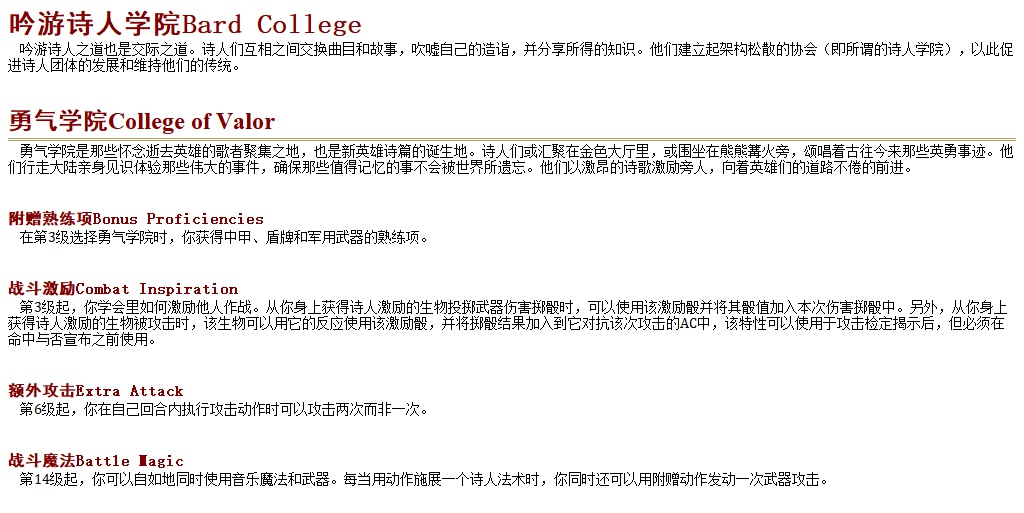 吟游诗人学院Bard College
吟游诗人之道也是交际之道。诗人们互相之间交换曲目和故事，吹嘘自己的造诣，并分享所得的知识。他们建立起架构松散的协会（即所谓的诗人学院），以此促
进诗人团体的发展和维持他们的传统。
勇气学院College of Valor
勇气学院是那些怀念逝去英雄的歌者聚集之地，也是新英雄诗篇的诞生地。诗人们或汇聚在金色大厅里，或围坐在熊熊篝火旁，颂唱着古往今来那些英勇事迹。他
们行走大陆亲身见识体验那些伟大的事件，确保那些值得记忆的事不会被世界所遗忘。他们以激昂的诗歌激励旁人，向着英雄们的道路不倦的前进。
附赠熟练项Bonus Proficiencies
在第3级选择勇气学院时，你获得中甲、盾牌和军用武器的熟练项。
战斗激励Combat Inspiration
第3级起，你学会里如何激励他人作战。从你身上获得诗人激励的生物投掷武器伤害掷骰时，可以使用该激励骰并将其骰值加入本次伤害掷骰中。另外，从你身上
获得诗人激励的生物被攻击时，该生物可以用它的反应使用该激励骰，并将掷骰结果加入到它对抗该次攻击的AC中，该特性可以使用于攻击检定揭示后，但必须在
命中与否宣布之前使用。
额外攻击Extra Attack
第6级起，你在自己回合内执行攻击动作时可以攻击两次而非一次。
战斗魔法Battle Magic
第14级起，你可以自如地同时使用音乐魔法和武器。每当用动作施展一个诗人法术时，你同时还可以用附赠动作发动一次武器攻击。